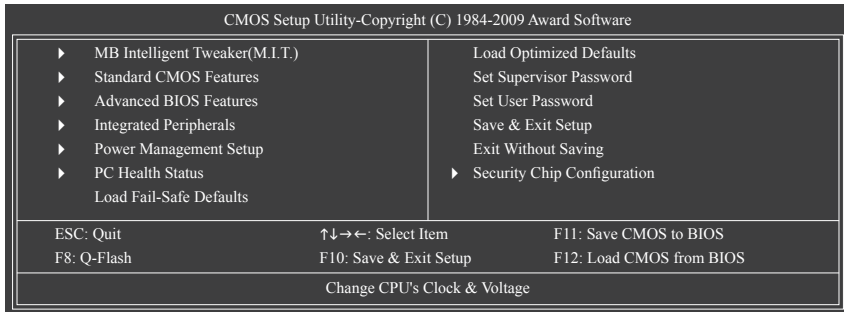 CMOS Setup Utility-Copyright (C) 1984-2009 Award Software
▶ MB Intelligent Tweaker(M.I.T.)
▶ Standard CMOS Features
▶ Advanced BIOS Features
▶ Integrated Peripherals
▶ Power Management Setup
▶ PC Health Status
Load Fail-Safe Defaults
Load Optimized Defaults
Set Supervisor Password
Set User Password
Save & Exit Setup
Exit Without Saving
▶ Security Chip Configuration
ESC: Quit ↑↓→←: Select Item F11: Save CMOS to BIOS
F8: Q-Flash F10: Save & Exit Setup F12: Load CMOS from BIOS
Change CPU's Clock & Voltage